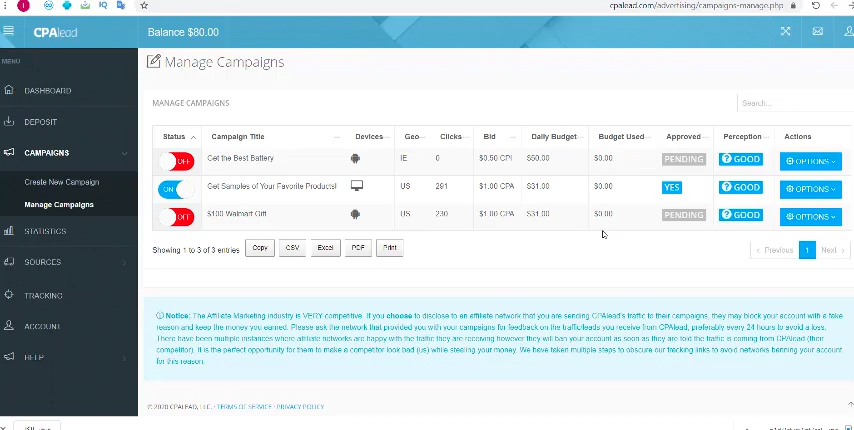 cpalead.com/advertising/campaigns-manage.php
CPAlead
Balance $80.00
MENU
DASHBOARD
DEPOSIT
CAMPAIGNS
Create New Campaign
Manage Campaigns
STATISTICS
SOURCES
TRACKING
ACCOUNT
HELP
Manage Campaigns
MANAGE CAMPAIGNS
Search...
Status Campaign Title Devices Geo Clicks Bid Daily Budget Budget Used Approved Perception Actions
OFF Get the Best Battery IE 0 $0.50 CPI $50.00 $0.00 PENDING GOOD OPTIONS
ON Get Samples of Your Favorite Products! US 291 $1.00 CPA $31.00 $0.00 YES GOOD OPTIONS
OFF $100 Walmart Gift US 230 $1.00 CPA $31.00 $0.00 PENDING GOOD OPTIONS
Showing 1 to 3 of 3 entries Copy CSV Excel PDF Print
‹ Previous 1 Next ›
Notice: The Affiliate Marketing industry is VERY competitive. If you choose to disclose to an affiliate network that you are sending CPAlead's traffic to their campaigns, they may block your account with a fake
reason and keep the money you earned. Please ask the network that provided you with your campaigns for feedback on the traffic/leads you receive from CPAlead, preferably every 24 hours to avoid a loss.
There have been multiple instances where affiliate networks are happy with the traffic they are receiving however they will ban your account as soon as they are told the traffic is coming from CPAlead (their
competitor). It is the perfect opportunity for them to make a competitor look bad (us) while stealing your money. We have taken multiple steps to obscure our tracking links to avoid networks banning your account
for this reason.
© 2020 CPALEAD, LLC. · TERMS OF SERVICE · PRIVACY POLICY